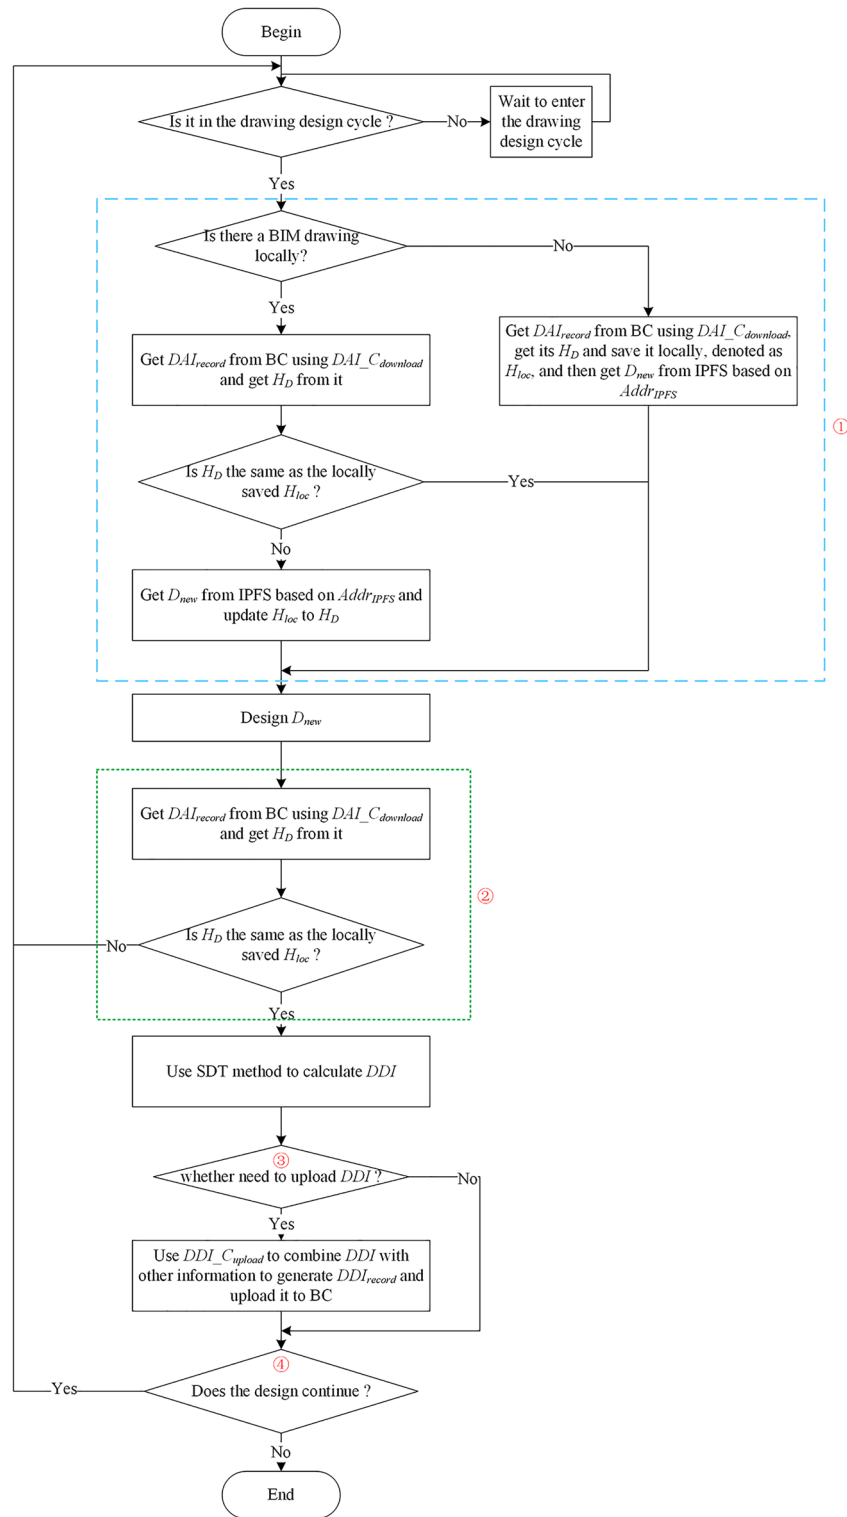 Begin
Is it in the drawing design cycle ?
No
Wait to enter
the drawing
design cycle
Yes
Is there a BIM drawing
locally?
No
Yes
Get DAIrecord from BC using DAI_Cdownload
and get HD from it
Get DAIrecord from BC using DAI_Cdownload,
get its HD and save it locally, denoted as
Hloc, and then get Dnew from IPFS based on
AddrIPFS
①
Is HD the same as the locally
saved Hloc ?
Yes
No
Get Dnew from IPFS based on AddrIPFS and
update Hloc to HD
Design Dnew
Get DAIrecord from BC using DAI_Cdownload
and get HD from it
②
Is HD the same as the locally
saved Hloc ?
No
Yes
Use SDT method to calculate DDI
③
whether need to upload DDI ?
No
Yes
Use DDI_Cupload to combine DDI with
other information to generate DDIrecord and
upload it to BC
④
Does the design continue ?
Yes
No
End